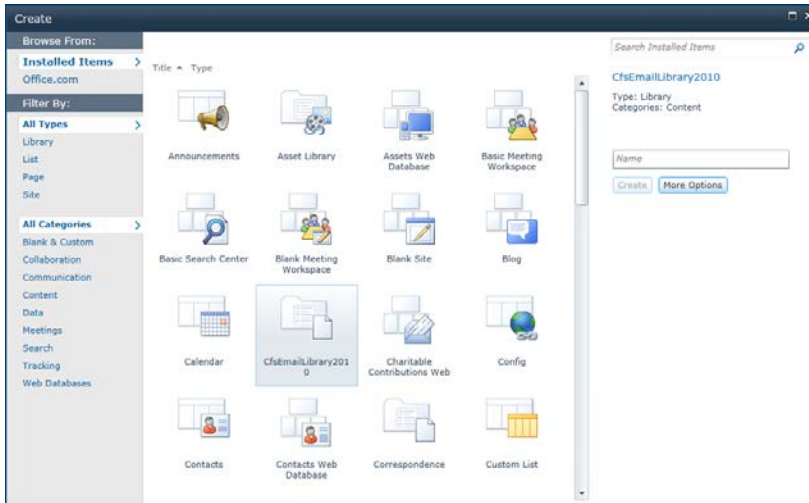 Create
Browse From:
Installed Items
Office.com
Filter By:
All Types
Library
List
Page
Site
All Categories
Blank & Custom
Collaboration
Communication
Content
Data
Meetings
Search
Tracking
Web Databases
Title Type
Announcements
Asset Library
Assets Web
Database
Basic Meeting
Workspace
Basic Search Center
Blank Meeting
Workspace
Blank Site
Blog
Calendar
CfsEmailLibrary201
0
Charitable
Contributions Web
Config
Contacts
Contacts Web
Database
Correspondence
Custom List
Search Installed Items
CfsEmailLibrary2010
Type: Library
Categories: Content
Name
Create More Options